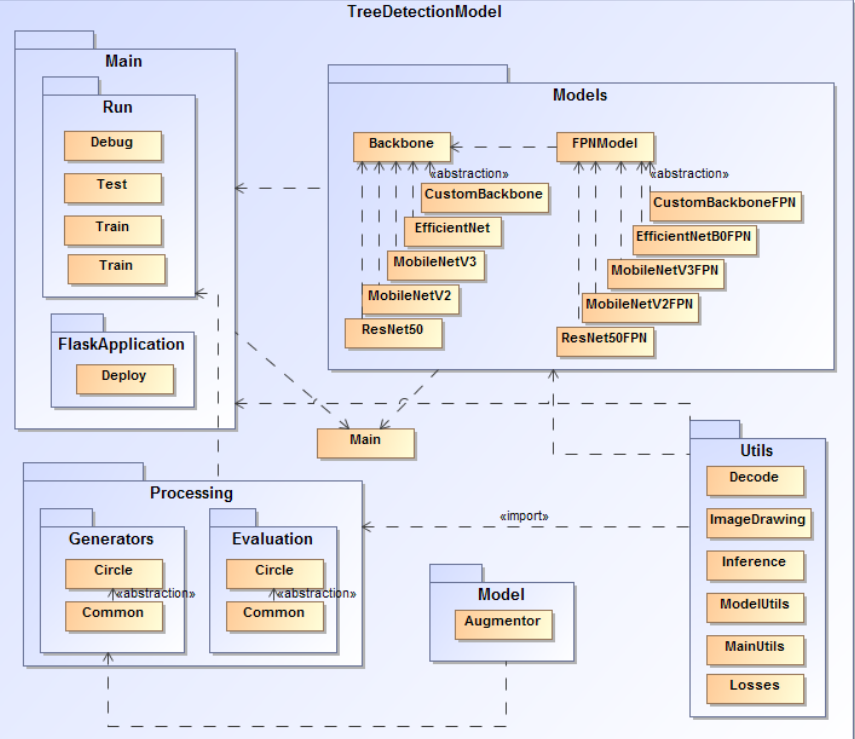 TreeDetectionModel
Main
Run
Debug
Test
Train
Train
FlaskApplication
Deploy
Models
Backbone
FPNModel
«abstraction»
«abstraction»
CustomBackbone
CustomBackboneFPN
EfficientNet
EfficientNetB0FPN
MobileNetV3
MobileNetV3FPN
MobileNetV2
MobileNetV2FPN
ResNet50
ResNet50FPN
Main
Processing
Generators
Circle
«abstraction»
Common
Evaluation
Circle
«abstraction»
Common
«import»
Model
Augmentor
Utils
Decode
ImageDrawing
Inference
ModelUtils
MainUtils
Losses